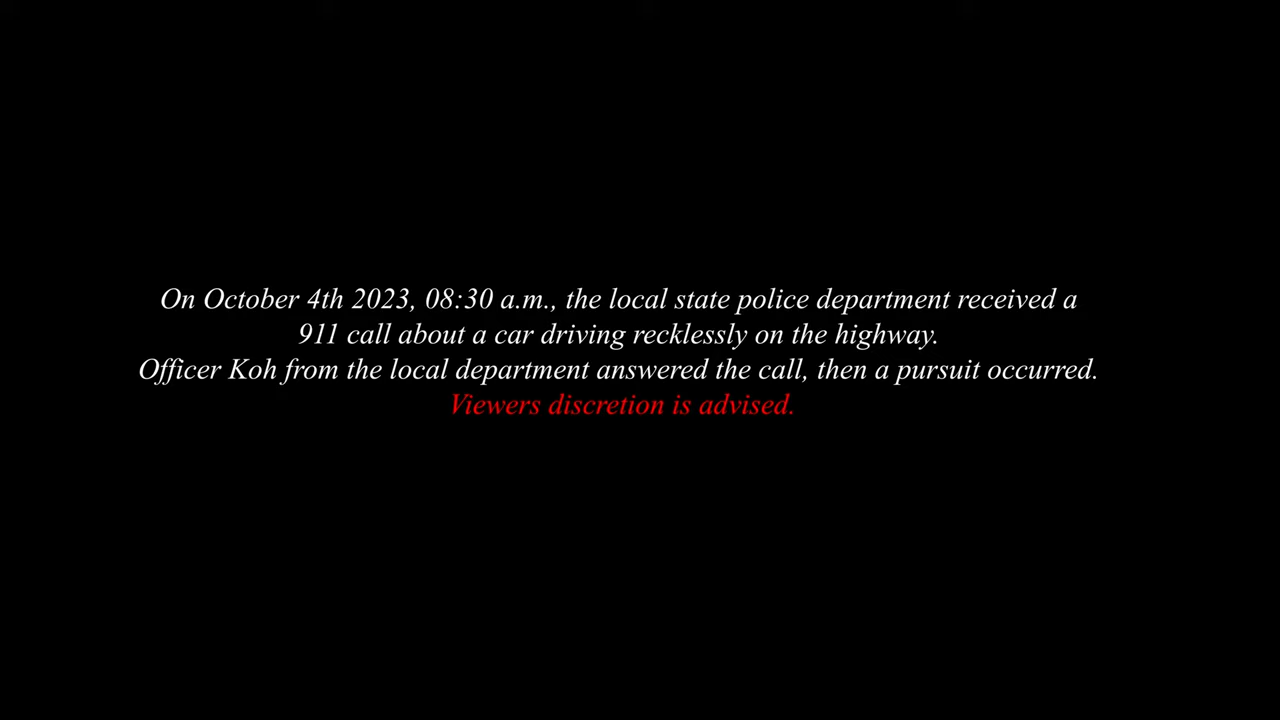 On October 4th 2023, 08:30 a.m., the local state police department received a
911 call about a car driving recklessly on the highway.
Officer Koh from the local department answered the call, then a pursuit occurred.
Viewers discretion is advised.